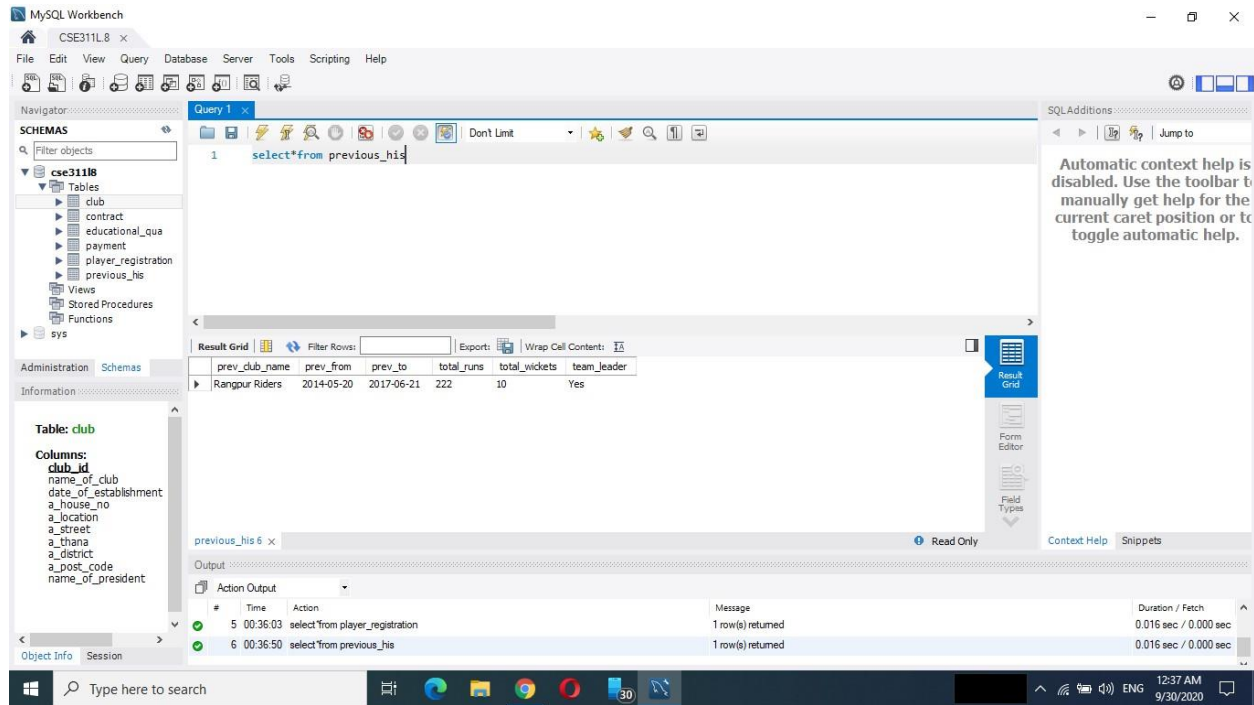 MySQL Workbench
CSE311L.8 ×
File Edit View Query Database Server Tools Scripting Help
Navigator
SCHEMAS
Filter objects
cse311l8
Tables
club
contract
educational_qua
payment
player_registration
previous_his
Views
Stored Procedures
Functions
sys
Administration Schemas
Information
Table: club
Columns:
club_id
name_of_club
date_of_establishment
a_house_no
a_location
a_street
a_thana
a_district
a_post_code
name_of_president
Object Info Session
Query 1 ×
Don't Limit
1 select*from previous_his
Result Grid Filter Rows: Export: Wrap Cell Content:
prev_club_name prev_from prev_to total_runs total_wickets team_leader
Rangpur Riders 2014-05-20 2017-06-21 222 10 Yes
Result
Grid
Form
Editor
Field
Types
previous_his 6 × Read Only
Output
Action Output
# Time Action Message Duration / Fetch
5 00:36:03 select*from player_registration 1 row(s) returned 0.016 sec / 0.000 sec
6 00:36:50 select*from previous_his 1 row(s) returned 0.016 sec / 0.000 sec
SQLAdditions
Jump to
Automatic context help is
disabled. Use the toolbar
manually get help for the
current caret position or
toggle automatic help.
Context Help Snippets
Type here to search
30
ENG
12:37 AM
9/30/2020